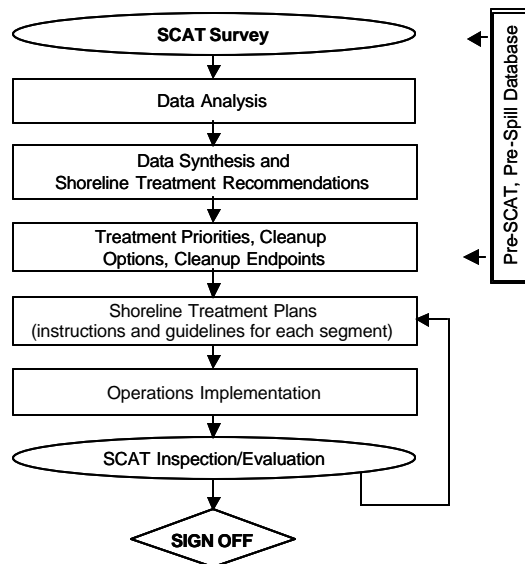 SCAT Survey
Data Analysis
Data Synthesis and
Shoreline Treatment Recommendations
Treatment Priorities, Cleanup
Options, Cleanup Endpoints
Shoreline Treatment Plans
(instructions and guidelines for each segment)
Operations Implementation
SCAT Inspection/Evaluation
SIGN OFF
Pre-SCAT, Pre-Spill Database